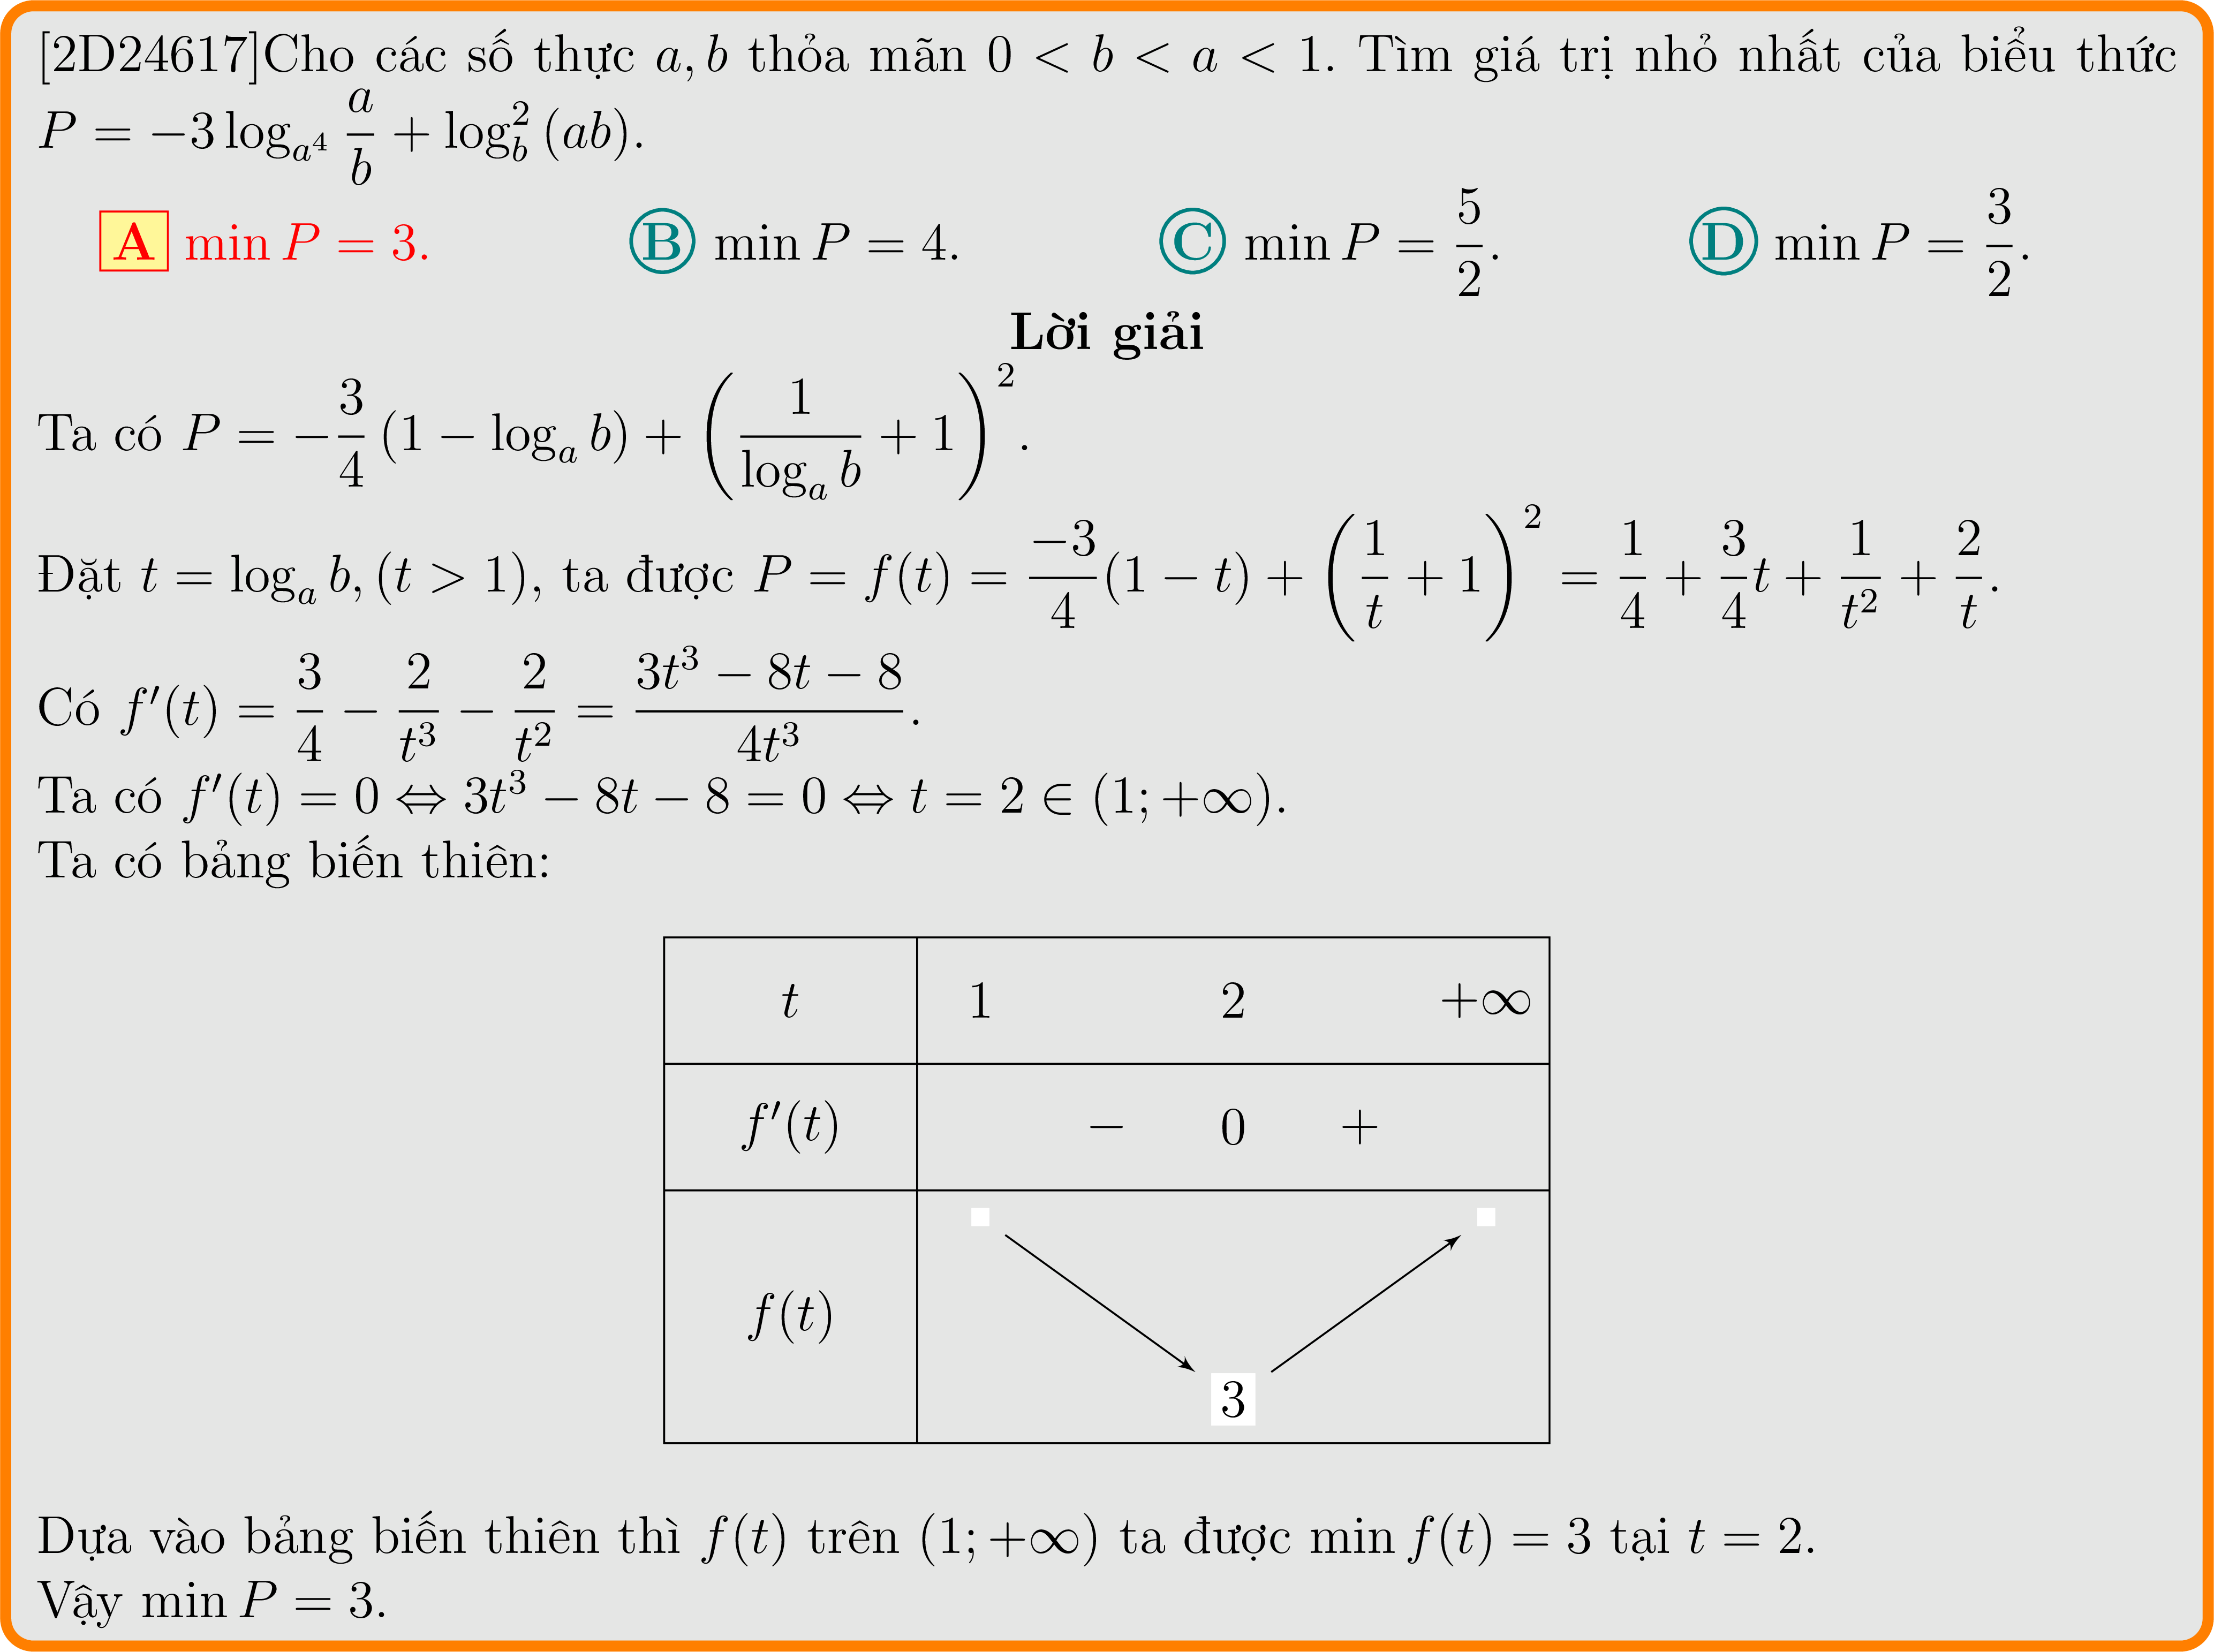 [2D24617]Cho các số thực a, b thỏa mãn 0 < b < a < 1. Tìm giá trị nhỏ nhất của biểu thức
P = −3 log_{a^4} \frac{a}{b} + log_b^2 (ab).
A min P = 3. B min P = 4. C min P = \frac{5}{2}. D min P = \frac{3}{2}.
Lời giải
Ta có P = −\frac{3}{4} (1 − log_a b) + \left(\frac{1}{log_a b} + 1\right)^2.
Đặt t = log_a b, (t > 1), ta được P = f(t) = \frac{−3}{4}(1 − t) + \left(\frac{1}{t} + 1\right)^2 = \frac{1}{4} + \frac{3}{4}t + \frac{1}{t^2} + \frac{2}{t}.
Có f′(t) = \frac{3}{4} − \frac{2}{t^3} − \frac{2}{t^2} = \frac{3t^3 − 8t − 8}{4t^3}.
Ta có f′(t) = 0 ⇔ 3t^3 − 8t − 8 = 0 ⇔ t = 2 ∈ (1; +∞).
Ta có bảng biến thiên:
t 1 2 +∞
f′(t) − 0 +
f(t)
3
Dựa vào bảng biến thiên thì f(t) trên (1; +∞) ta được min f(t) = 3 tại t = 2.
Vậy min P = 3.